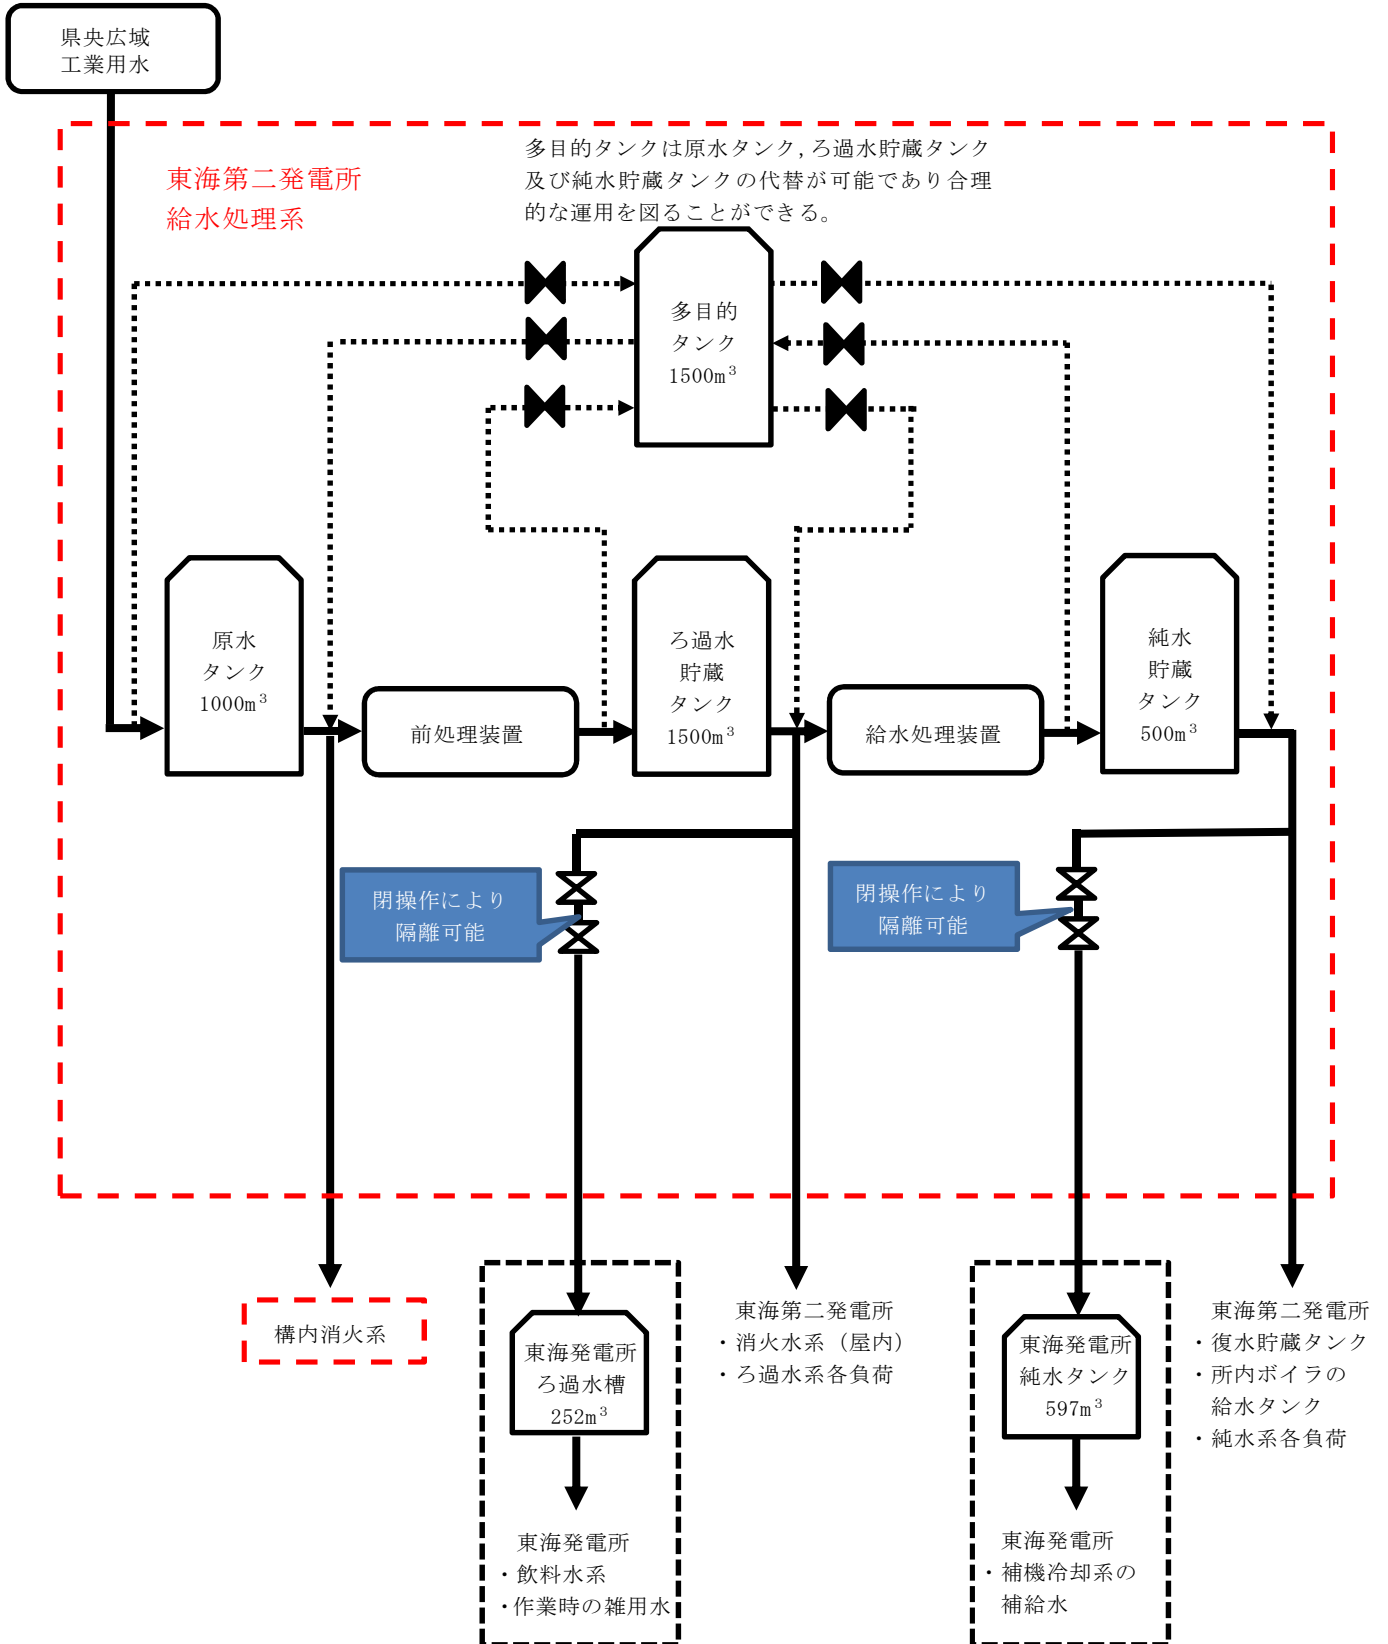 県央広域
工業用水
東海第二発電所
給水処理系
多目的タンクは原水タンク,ろ過水貯蔵タンク
及び純水貯蔵タンクの代替が可能であり合理
的な運用を図ることができる。
多目的
タンク
1500m³
原水
タンク
1000m³
前処理装置
ろ過水
貯蔵
タンク
1500m³
給水処理装置
純水
貯蔵
タンク
500m³
閉操作により
隔離可能
閉操作により
隔離可能
構内消火系
東海発電所
ろ過水槽
252m³
東海発電所
・飲料水系
・作業時の雑用水
東海第二発電所
・消火水系（屋内）
・ろ過水系各負荷
東海発電所
純水タンク
597m³
東海発電所
・補機冷却系の
補給水
東海第二発電所
・復水貯蔵タンク
・所内ボイラの
給水タンク
・純水系各負荷